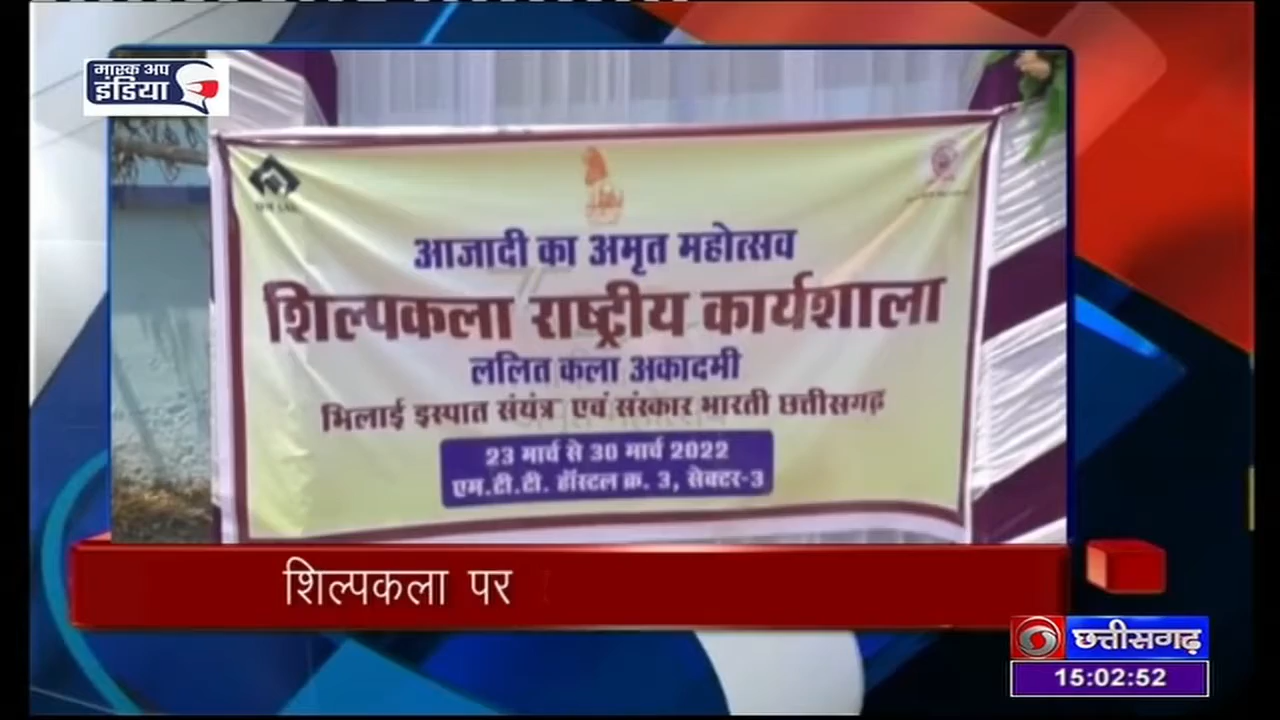 मास्क अप
इंडिया
आजादी का अमृत महोत्सव
शिल्पकला राष्ट्रीय कार्यशाला
ललित कला अकादमी
भिलाई इस्पात संयंत्र एवं संस्कार भारती छत्तीसगढ़
23 मार्च से 30 मार्च 2022
एम.टी.टी. हॉस्टल क्र. 3, सेक्टर-3
शिल्पकला पर
छत्तीसगढ़
15:02:52